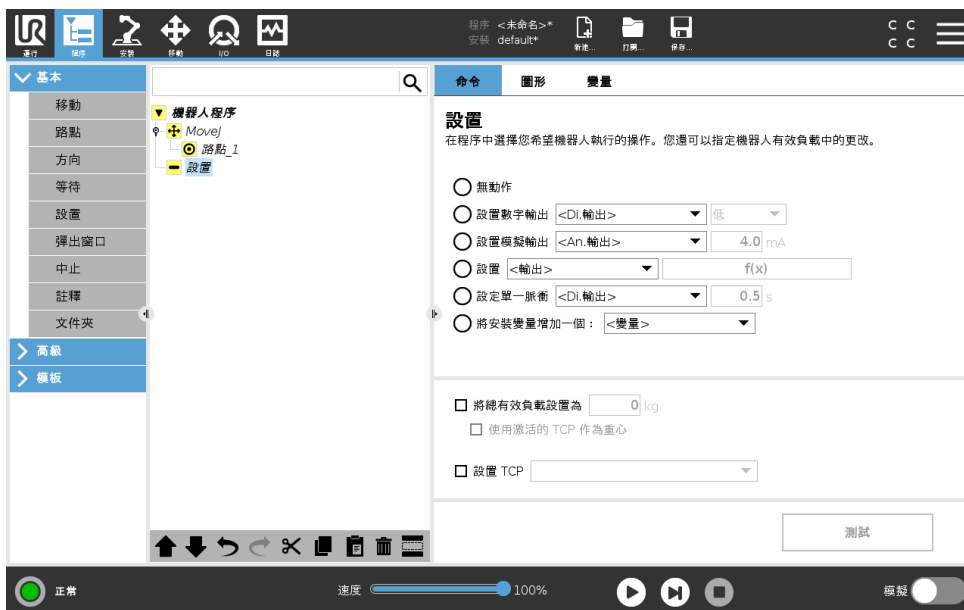 程序 <未命名>*
安裝 default*
運行 程序 安裝 移動 I/O 日誌
新建... 打開... 保存...
C C
C C
基本
移動
路點
方向
等待
設置
彈出窗口
中止
註釋
文件夾
高級
模板
機器人程序
MoveJ
路點_1
設置
命令 圖形 變量
設置
在程序中選擇您希望機器人執行的操作。您還可以指定機器人有效負載中的更改。
無動作
設置數字輸出 <Di.輸出> 低
設置模擬輸出 <An.輸出> 4.0 mA
設置 <輸出> f(x)
設定單一脈衝 <Di.輸出> 0.5 s
將安裝變量增加一個： <變量>
將總有效負載設置為 0 kg
使用激活的 TCP 作為重心
設置 TCP
測試
正常
速度 100%
模擬